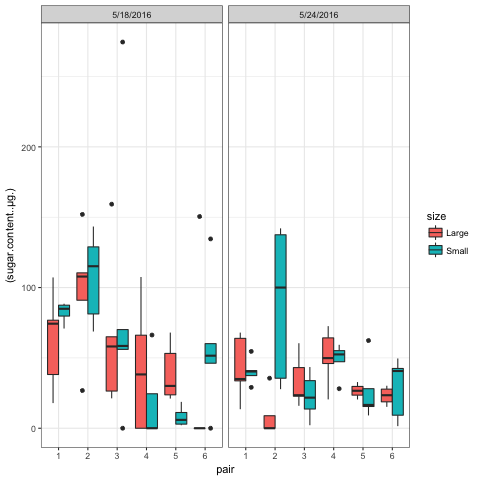 5/18/2016
5/24/2016
200
100
0
(sugar.content..µg.)
1 2 3 4 5 6
1 2 3 4 5 6
pair
size
Large
Small